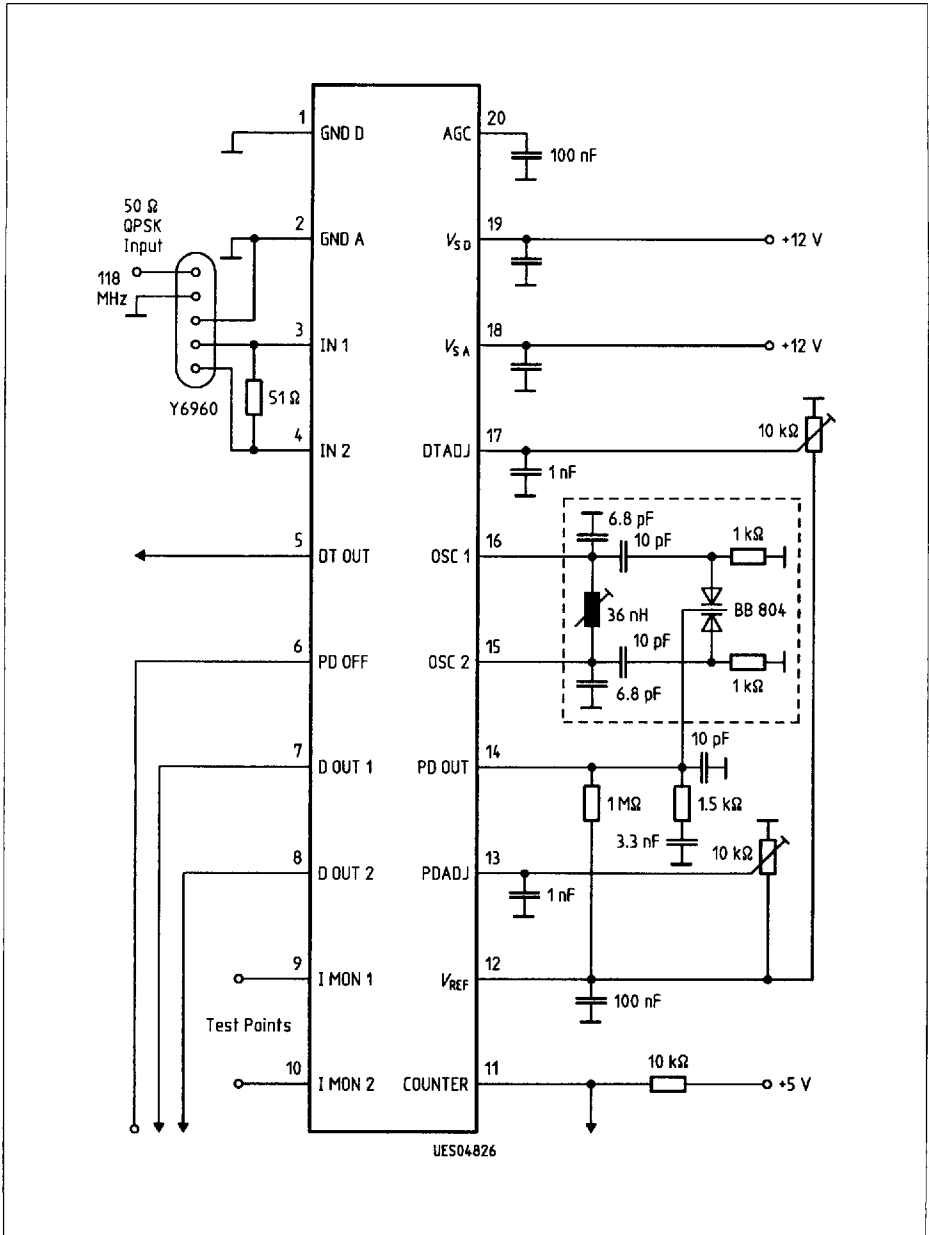 1
GND D
20
AGC
100 nF
50 Ω
QPSK
Input
118
MHz
2
GND A
19
V_SD
+12 V
3
IN 1
18
V_SA
+12 V
Y6960
51 Ω
10 kΩ
4
IN 2
17
DTADJ
1 nF
5
DT OUT
16
OSC 1
6.8 pF
10 pF
1 kΩ
36 nH
BB 804
6
PD OFF
15
OSC 2
10 pF
6.8 pF
1 kΩ
7
D OUT 1
14
PD OUT
10 pF
1 MΩ
1.5 kΩ
3.3 nF
10 kΩ
8
D OUT 2
13
PDADJ
1 nF
9
I MON 1
12
V_REF
100 nF
Test Points
10
I MON 2
11
COUNTER
10 kΩ
+5 V
UES04826